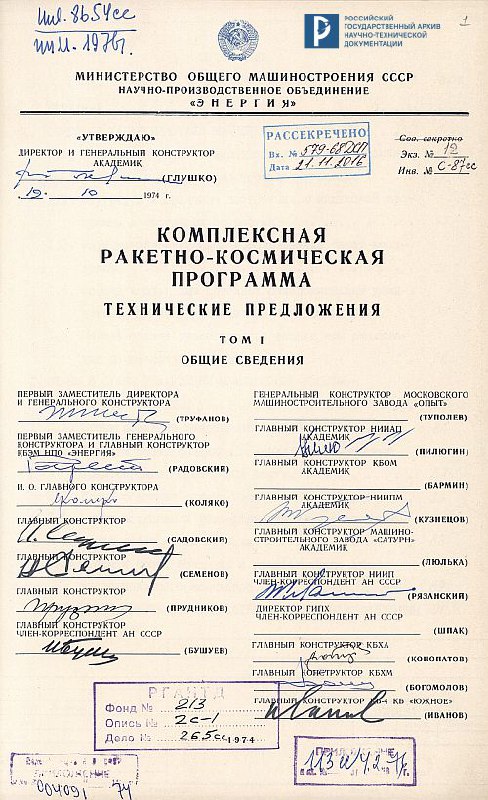 инв. 8654сс
1
РОССИЙСКИЙ
ГОСУДАРСТВЕННЫЙ АРХИВ
НАУЧНО-ТЕХНИЧЕСКОЙ
ДОКУМЕНТАЦИИ
МИНИСТЕРСТВО ОБЩЕГО МАШИНОСТРОЕНИЯ СССР
НАУЧНО-ПРОИЗВОДСТВЕННОЕ ОБЪЕДИНЕНИЕ
«ЭНЕРГИЯ»
«УТВЕРЖДАЮ»
ДИРЕКТОР И ГЕНЕРАЛЬНЫЙ КОНСТРУКТОР
АКАДЕМИК
(ГЛУШКО)
19. 10 1974 г.
РАССЕКРЕЧЕНО
Вх. № 579-68ДСП
Дата 21.11.2016
Сов. секретно
Экз. № 12
Инв. № С-87сс
КОМПЛЕКСНАЯ
РАКЕТНО-КОСМИЧЕСКАЯ
ПРОГРАММА
ТЕХНИЧЕСКИЕ ПРЕДЛОЖЕНИЯ
ТОМ I
ОБЩИЕ СВЕДЕНИЯ
ПЕРВЫЙ ЗАМЕСТИТЕЛЬ ДИРЕКТОРА
И ГЕНЕРАЛЬНОГО КОНСТРУКТОРА
(ТРУФАНОВ)
ПЕРВЫЙ ЗАМЕСТИТЕЛЬ ГЕНЕРАЛЬНОГО
КОНСТРУКТОРА И ГЛАВНЫЙ КОНСТРУКТОР
КБЭМ НПО «ЭНЕРГИЯ»
(РАДОВСКИЙ)
И. О. ГЛАВНОГО КОНСТРУКТОРА
(КОЛЯКО)
ГЛАВНЫЙ КОНСТРУКТОР
(САДОВСКИЙ)
ГЛАВНЫЙ КОНСТРУКТОР
(СЕМЕНОВ)
ГЛАВНЫЙ КОНСТРУКТОР
(ПРУДНИКОВ)
ГЛАВНЫЙ КОНСТРУКТОР
ЧЛЕН-КОРРЕСПОНДЕНТ АН СССР
(БУШУЕВ)
ГЕНЕРАЛЬНЫЙ КОНСТРУКТОР МОСКОВСКОГО
МАШИНОСТРОИТЕЛЬНОГО ЗАВОДА «ОПЫТ»
(ТУПОЛЕВ)
ГЛАВНЫЙ КОНСТРУКТОР НИИАП
АКАДЕМИК
(ПИЛЮГИН)
ГЛАВНЫЙ КОНСТРУКТОР КБОМ
АКАДЕМИК
(БАРМИН)
ГЛАВНЫЙ КОНСТРУКТОР НИИПМ
АКАДЕМИК
(КУЗНЕЦОВ)
ГЛАВНЫЙ КОНСТРУКТОР МАШИНО-
СТРОИТЕЛЬНОГО ЗАВОДА «САТУРН»
АКАДЕМИК
(ЛЮЛЬКА)
ГЛАВНЫЙ КОНСТРУКТОР НИИП
ЧЛЕН-КОРРЕСПОНДЕНТ АН СССР
(РЯЗАНСКИЙ)
ДИРЕКТОР ГИПХ
ЧЛЕН-КОРРЕСПОНДЕНТ АН СССР
(ШПАК)
ГЛАВНЫЙ КОНСТРУКТОР КБХА
(КОНОПАТОВ)
ГЛАВНЫЙ КОНСТРУКТОР КБХМ
(БОГОМОЛОВ)
ГЛАВНЫЙ КОНСТРУКТОР КБ «ЮЖНОЕ»
(ИВАНОВ)
РГАНТД
Фонд № 213
Опись № 2с-1
Дело № 265сс
1974